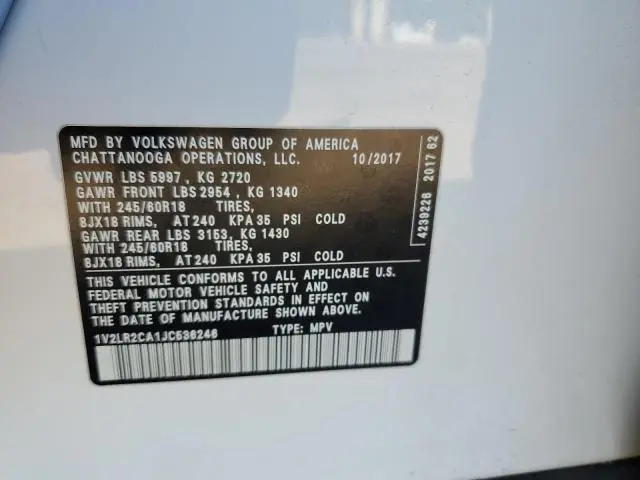 MFD BY VOLKSWAGEN GROUP OF AMERICA
CHATTANOOGA OPERATIONS, LLC. 10/2017
GVWR LBS 5997 , KG 2720
GAWR FRONT LBS 2954 , KG 1340
WITH 245/60R18 TIRES,
8JX18 RIMS, AT 240 KPA 35 PSI COLD
GAWR REAR LBS 3153, KG 1430
WITH 245/60R18 TIRES,
8JX18 RIMS, AT 240 KPA 35 PSI COLD
THIS VEHICLE CONFORMS TO ALL APPLICABLE U.S.
FEDERAL MOTOR VEHICLE SAFETY AND
THEFT PREVENTION STANDARDS IN EFFECT ON
THE DATE OF MANUFACTURE SHOWN ABOVE.
1V2LR2CA1JC536246 TYPE: MPV
4239226 2017 62